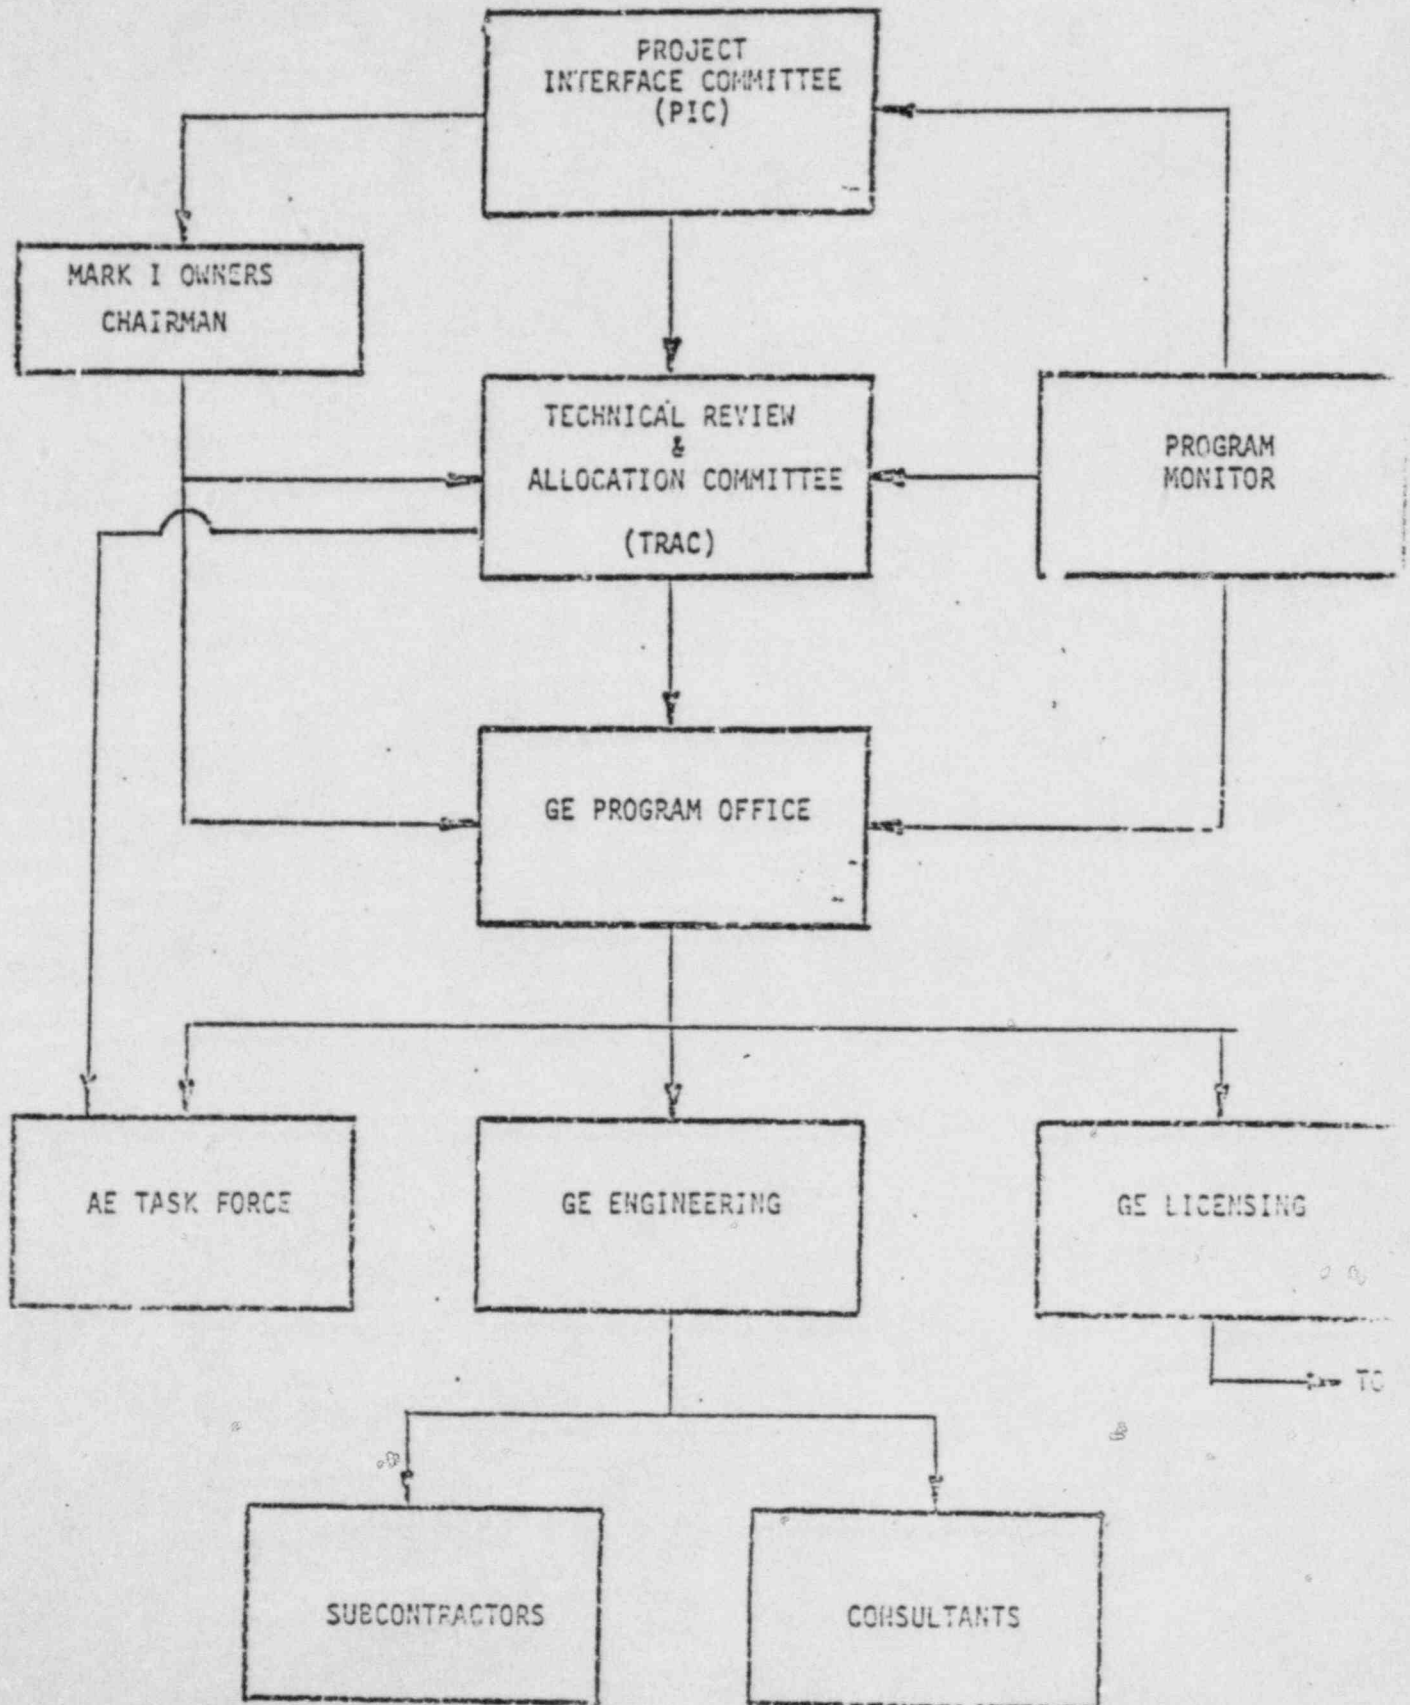 PROJECT
INTERFACE COMMITTEE
(PIC)
MARK I OWNERS
CHAIRMAN
TECHNICAL REVIEW
&
ALLOCATION COMMITTEE
(TRAC)
PROGRAM
MONITOR
GE PROGRAM OFFICE
AE TASK FORCE
GE ENGINEERING
GE LICENSING
TO
SUBCONTRACTORS
CONSULTANTS